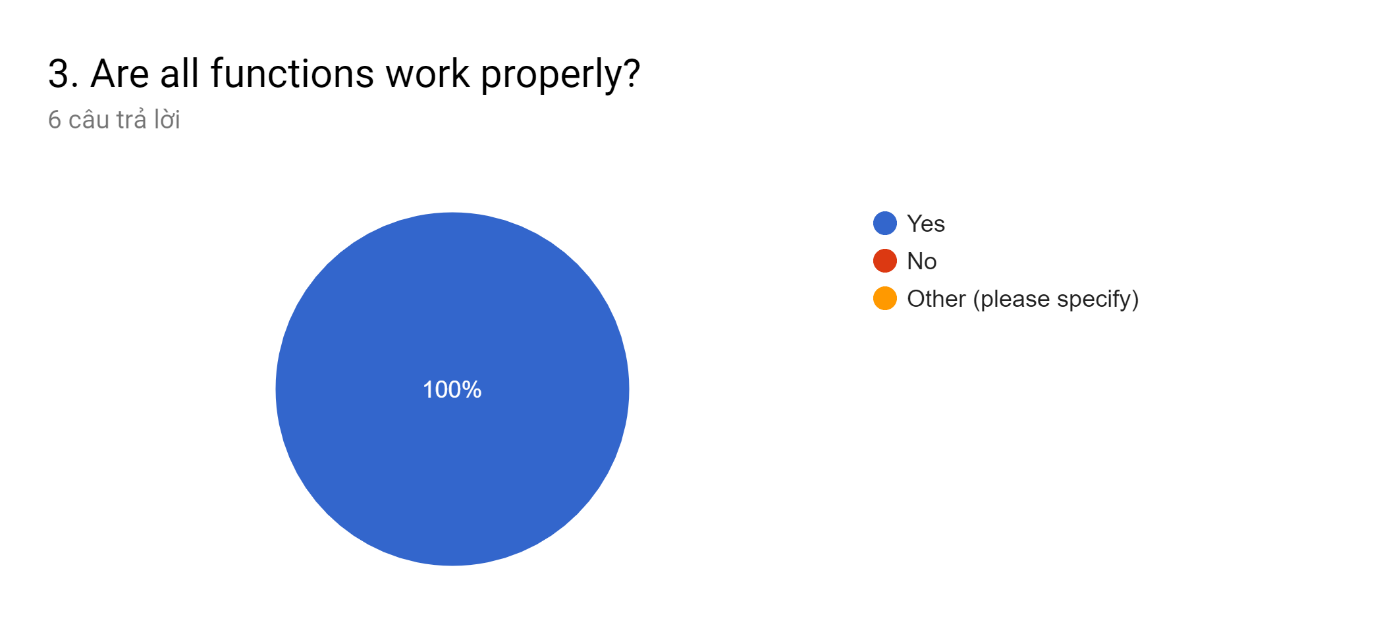 3. Are all functions work properly?
6 câu trả lời
Yes
No
Other (please specify)
100%